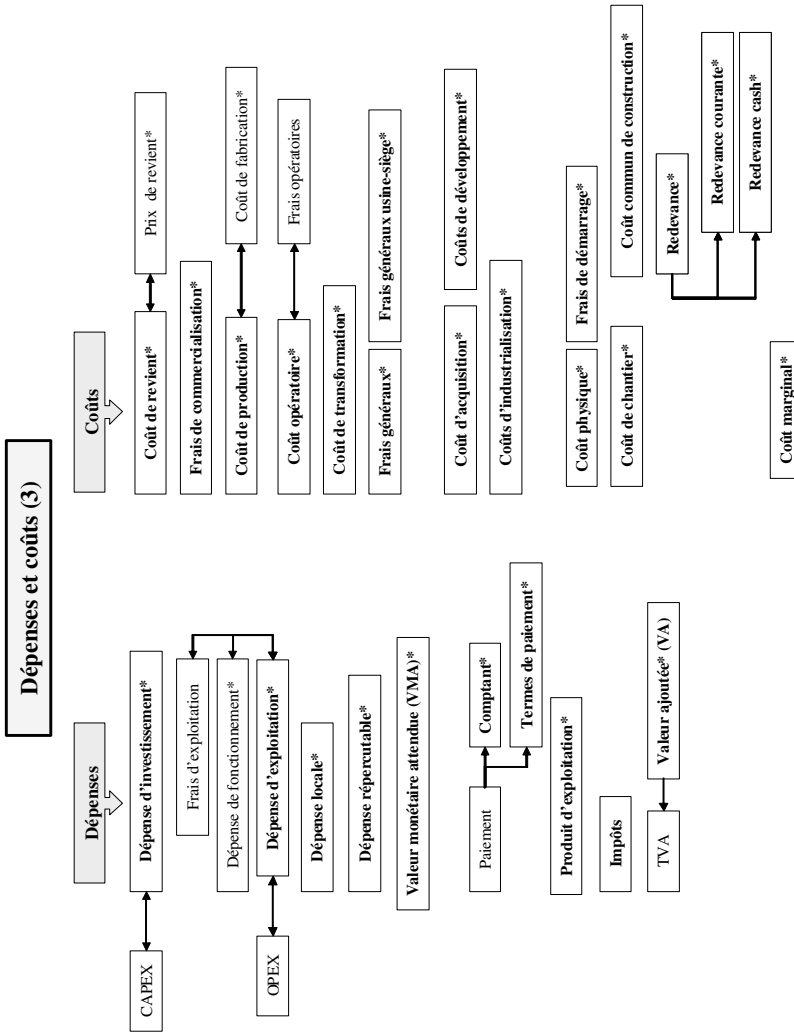 Dépenses et coûts (3)
Dépenses
CAPEX
Dépense d’investissement*
Frais d’exploitation
Dépense de fonctionnement*
OPEX
Dépense d’exploitation*
Dépense locale*
Dépense répercutable*
Valeur monétaire attendue (VMA)*
Paiement
Comptant*
Termes de paiement*
Produit d’exploitation*
Impôts
TVA
Valeur ajoutée* (VA)
Coûts
Coût de revient*
Prix de revient*
Frais de commercialisation*
Coût de production*
Coût de fabrication*
Coût opératoire*
Frais opératoires
Coût de transformation*
Frais généraux*
Frais généraux usine-siège*
Coût d’acquisition*
Coûts de développement*
Coûts d’industrialisation*
Coût physique*
Frais de démarrage*
Coût de chantier*
Coût commun de construction*
Redevance*
Redevance courante*
Redevance cash*
Coût marginal*